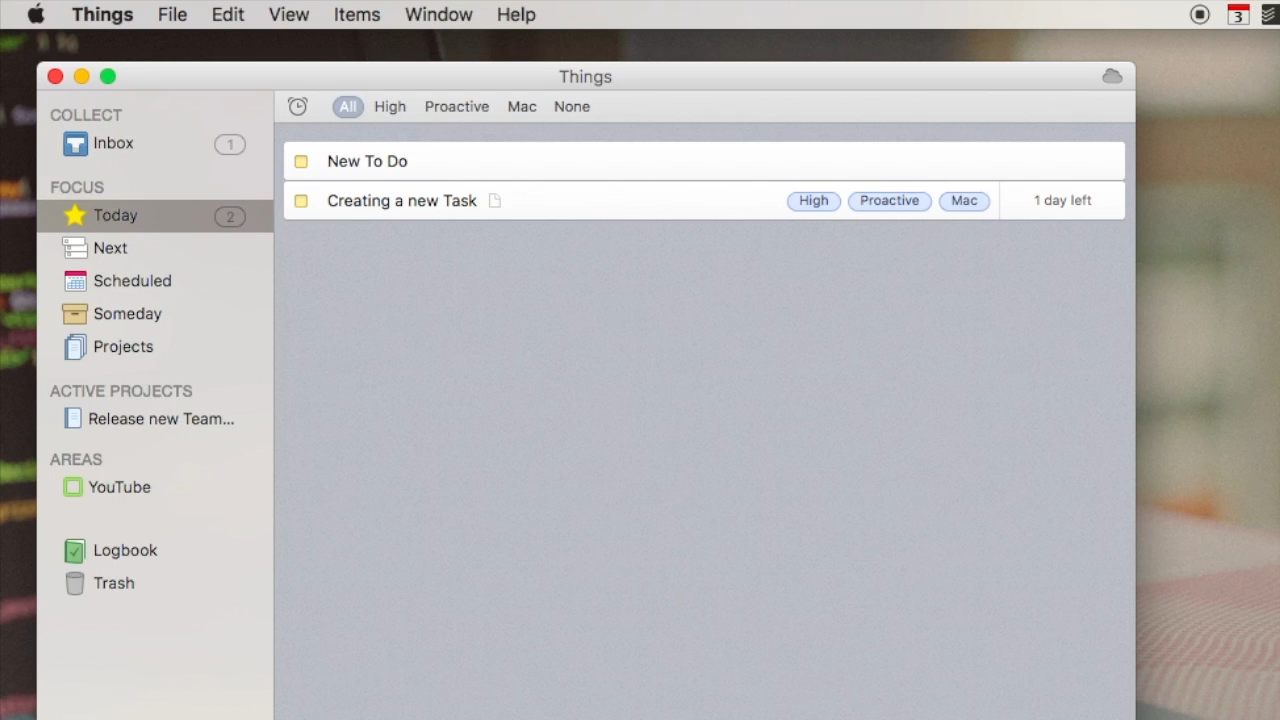 Things File Edit View Items Window Help 3
Things
COLLECT
Inbox 1
FOCUS
Today 2
Next
Scheduled
Someday
Projects
ACTIVE PROJECTS
Release new Team...
AREAS
YouTube
Logbook
Trash
All High Proactive Mac None
New To Do
Creating a new Task High Proactive Mac 1 day left